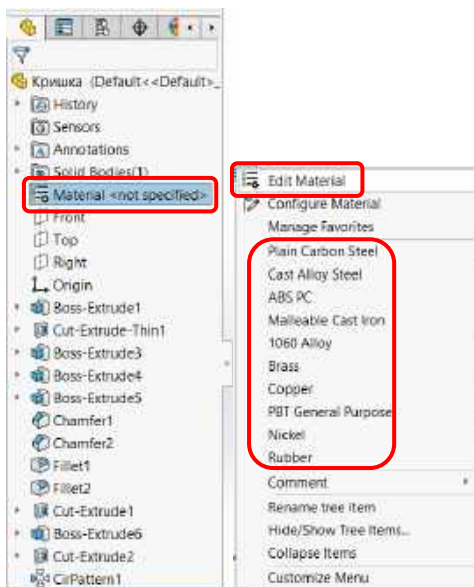 Кришка (Default<<Default>_
History
Sensors
Annotations
Solid Bodies(1)
Material <not specified>
Front
Top
Right
Origin
Boss-Extrude1
Cut-Extrude-Thin1
Boss-Extrude3
Boss-Extrude4
Boss-Extrude5
Chamfer1
Chamfer2
Fillet1
Fillet2
Cut-Extrude1
Boss-Extrude6
Cut-Extrude2
CirPattern1
Edit Material
Configure Material
Manage Favorites
Plain Carbon Steel
Cast Alloy Steel
ABS PC
Malleable Cast Iron
1060 Alloy
Brass
Copper
PBT General Purpose
Nickel
Rubber
Comment
Rename tree item
Hide/Show Tree Items...
Collapse Items
Customize Menu